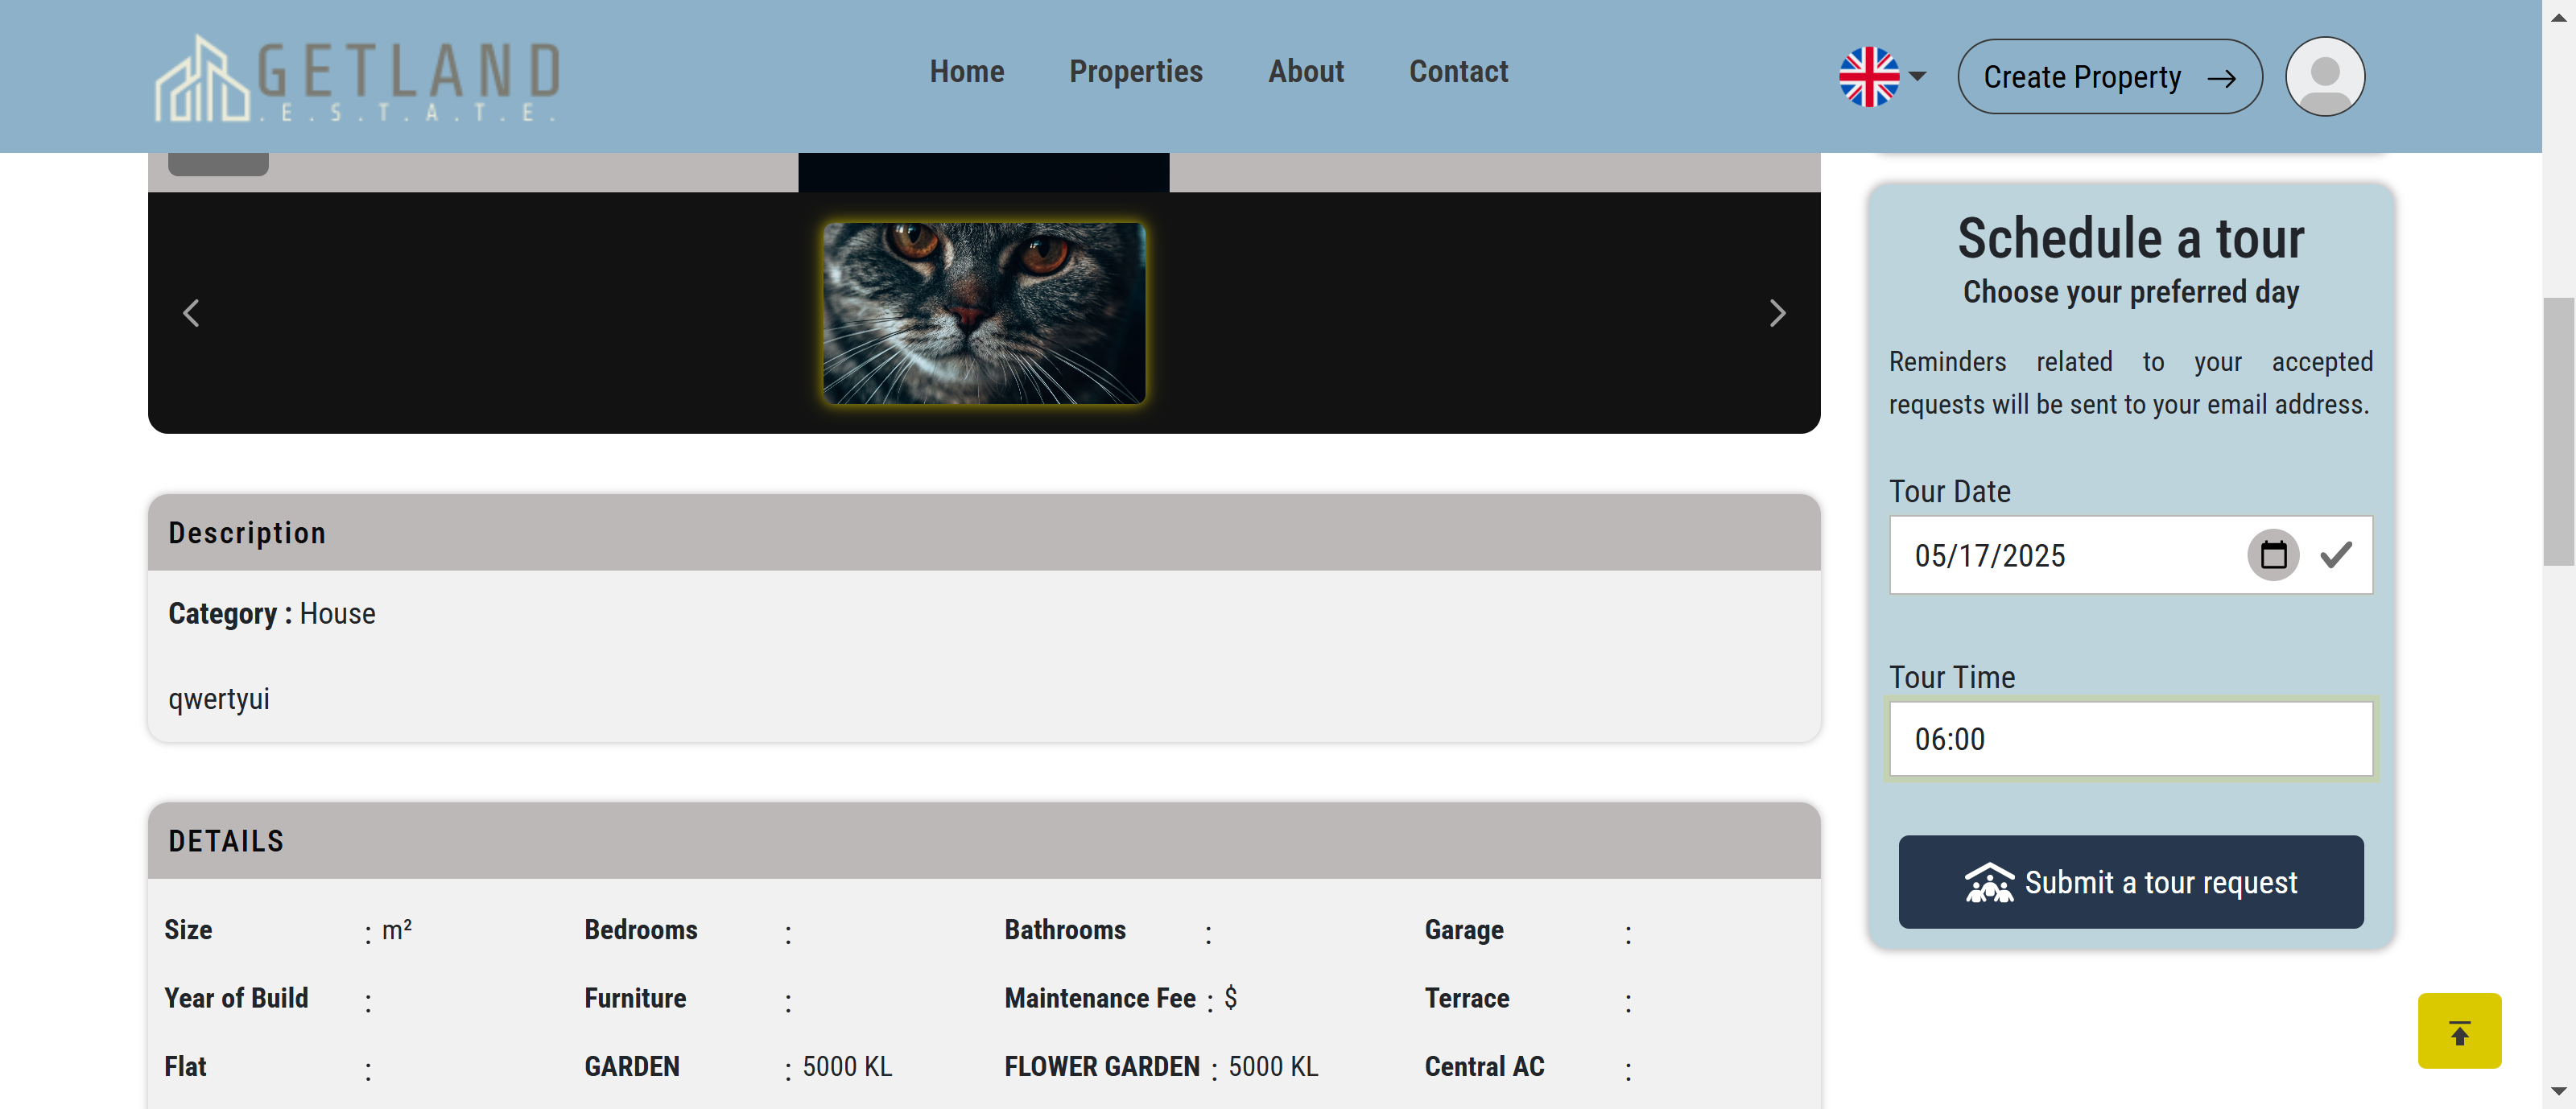 GETLAND
.E.S.T.A.T.E.
Home
Properties
About
Contact
Create Property
Schedule a tour
Choose your preferred day
Reminders related to your accepted
requests will be sent to your email address.
Tour Date
05/17/2025
Tour Time
06:00
Submit a tour request
Description
Category : House
qwertyui
DETAILS
Size : m²
Bedrooms :
Bathrooms :
Garage :
Year of Build :
Furniture :
Maintenance Fee : $
Terrace :
Flat :
GARDEN : 5000 KL
FLOWER GARDEN : 5000 KL
Central AC :